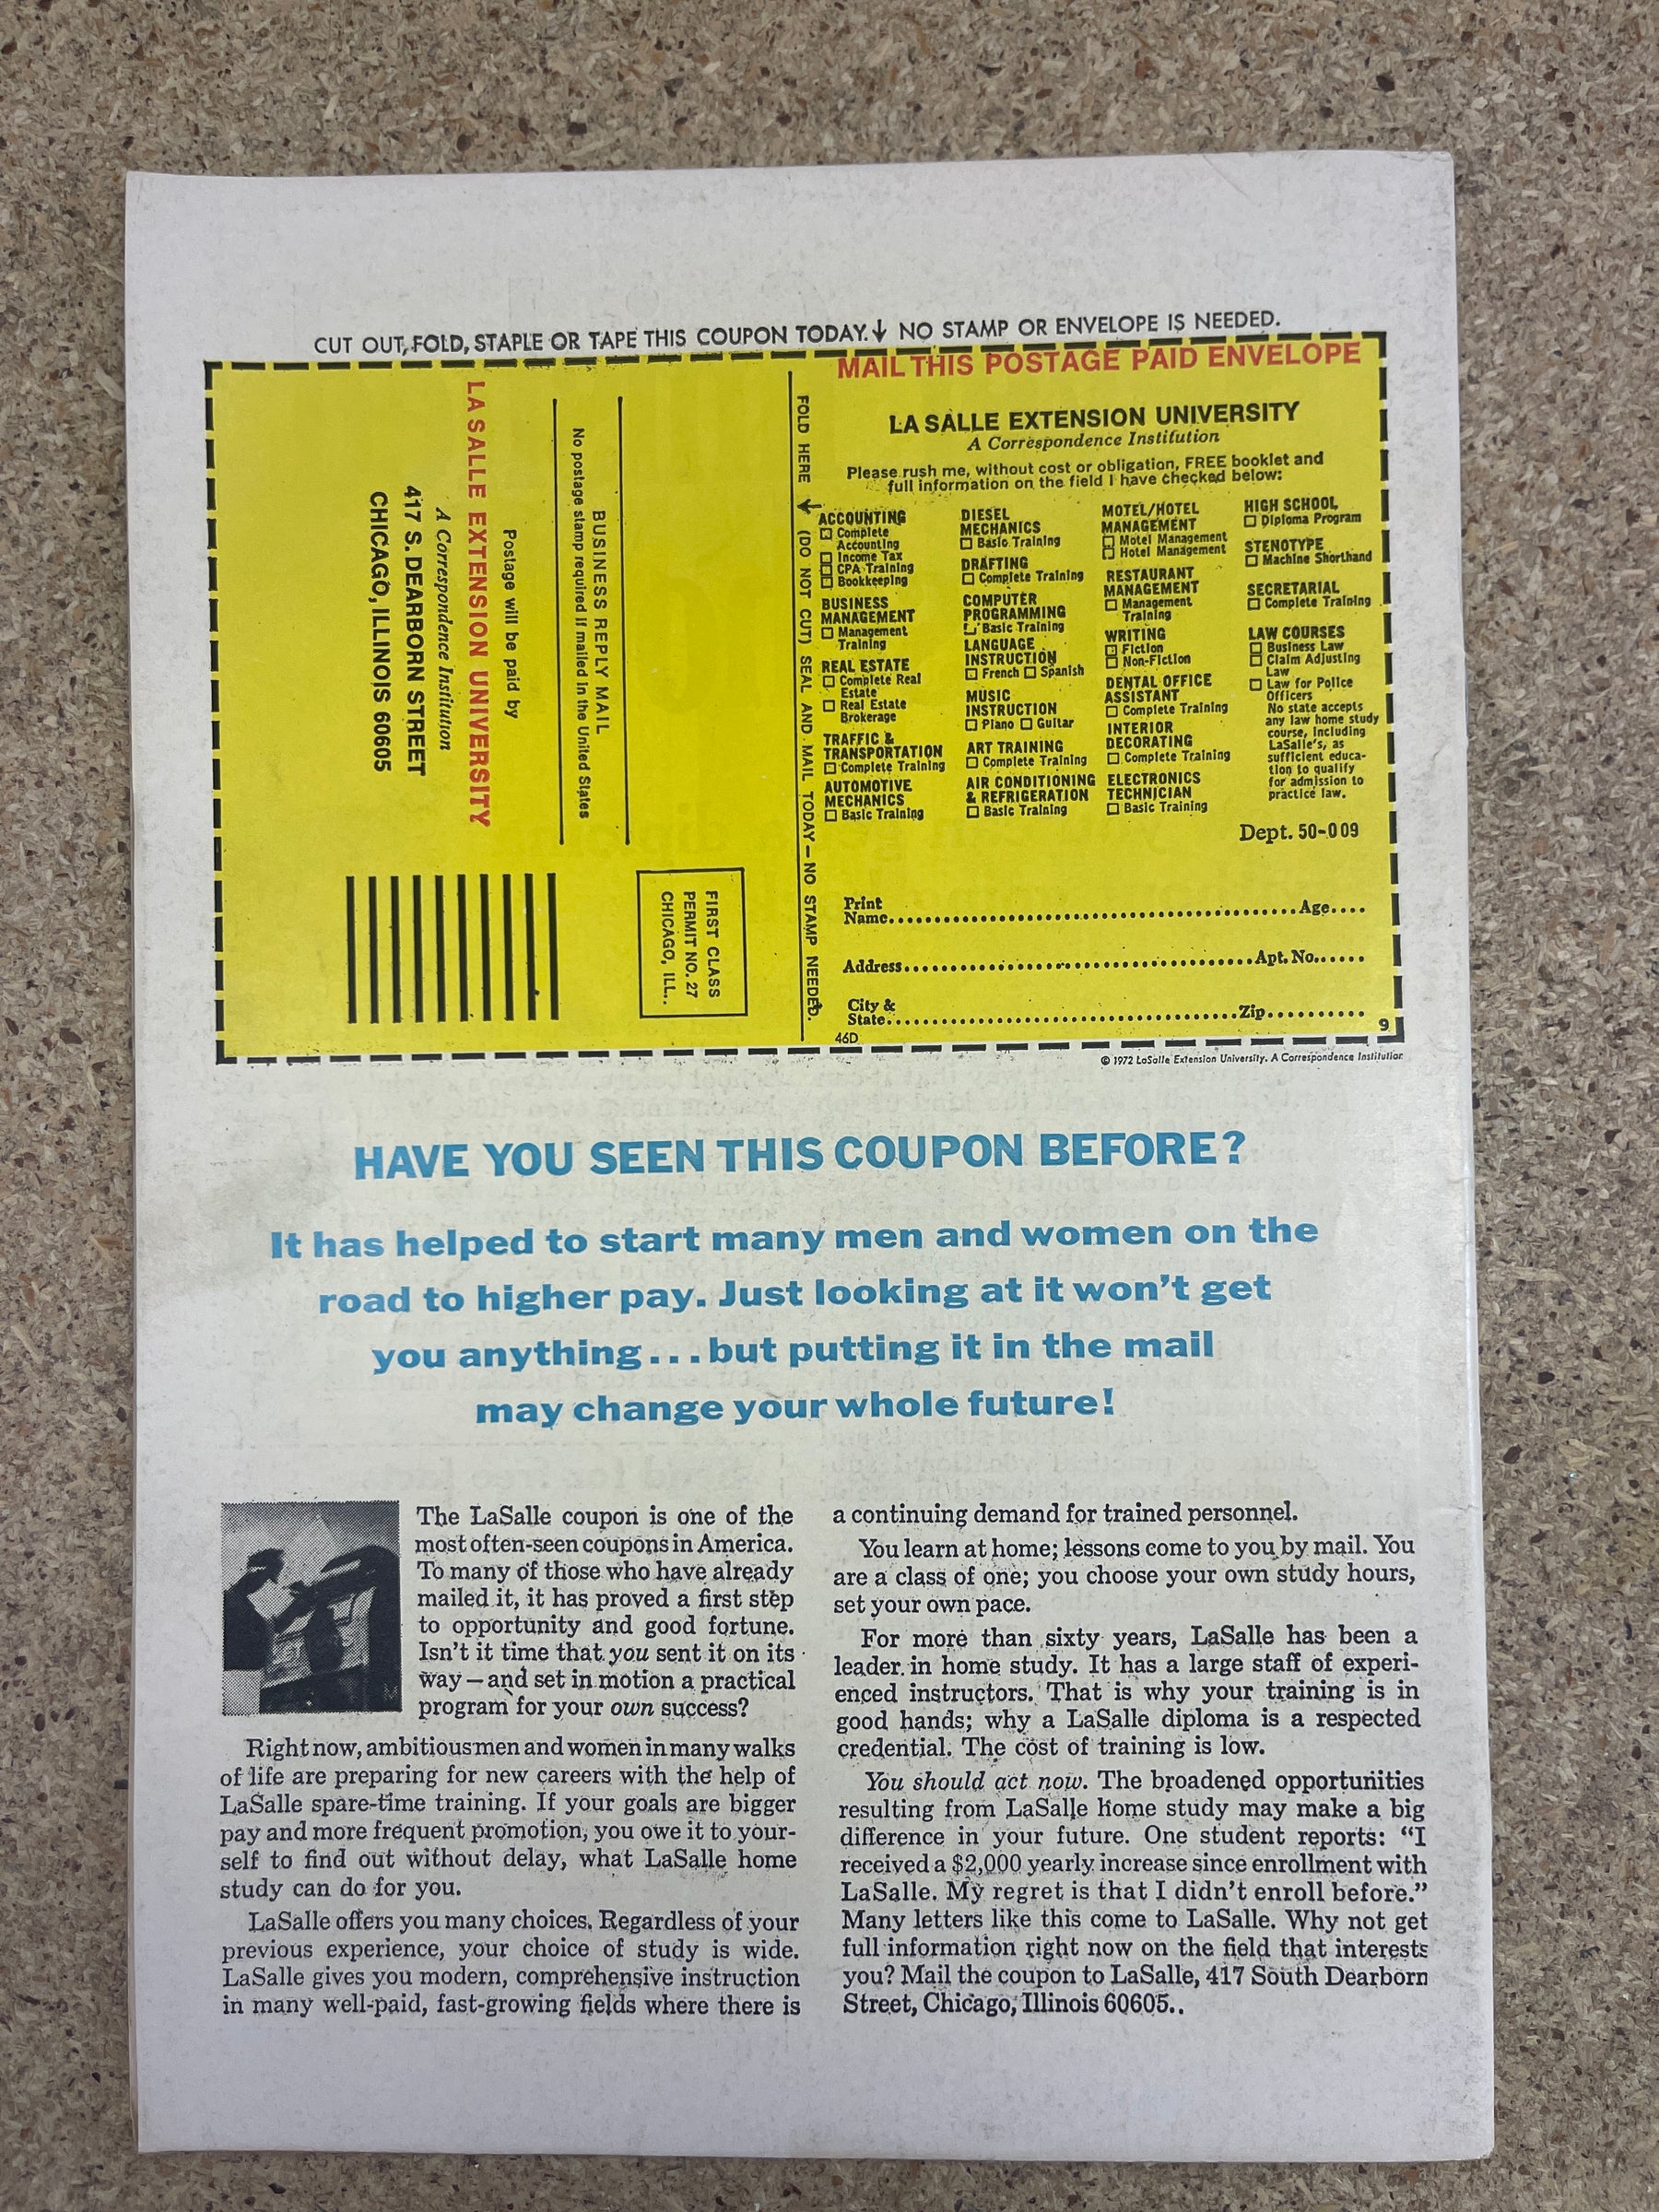 CUT OUT, FOLD, STAPLE OR TAPE THIS COUPON TODAY. ↓ NO STAMP OR ENVELOPE IS NEEDED.
LA SALLE EXTENSION UNIVERSITY
A Correspondence Institution
417 S. DEARBORN STREET
CHICAGO, ILLINOIS 60605
Postage will be paid by
BUSINESS REPLY MAIL
No postage stamp required if mailed in the United States
FIRST CLASS
PERMIT NO. 27
CHICAGO, ILL..
FOLD HERE ↓ (DO NOT CUT) SEAL AND MAIL TODAY — NO STAMP NEEDED.
MAIL THIS POSTAGE PAID ENVELOPE
LA SALLE EXTENSION UNIVERSITY
A Correspondence Institution
Please rush me, without cost or obligation, FREE booklet and
full information on the field I have checked below:
ACCOUNTING
Complete
Accounting
Income Tax
CPA Training
Bookkeeping
BUSINESS
MANAGEMENT
Management
Training
REAL ESTATE
Complete Real
Estate
Real Estate
Brokerage
TRAFFIC &
TRANSPORTATION
Complete Training
AUTOMOTIVE
MECHANICS
Basic Training
DIESEL
MECHANICS
Basic Training
DRAFTING
Complete Training
COMPUTER
PROGRAMMING
Basic Training
LANGUAGE
INSTRUCTION
French Spanish
MUSIC
INSTRUCTION
Piano Guitar
ART TRAINING
Complete Training
AIR CONDITIONING
& REFRIGERATION
Basic Training
MOTEL/HOTEL
MANAGEMENT
Motel Management
Hotel Management
RESTAURANT
MANAGEMENT
Management
Training
WRITING
Fiction
Non-Fiction
DENTAL OFFICE
ASSISTANT
Complete Training
INTERIOR
DECORATING
Complete Training
ELECTRONICS
TECHNICIAN
Basic Training
HIGH SCHOOL
Diploma Program
STENOTYPE
Machine Shorthand
SECRETARIAL
Complete Training
LAW COURSES
Business Law
Claim Adjusting
Law
Law for Police
Officers
No state accepts
any law home study
course, including
LaSalle's, as
sufficient educa-
tion to qualify
for admission to
practice law.
Dept. 50-009
Print
Name.......Age....
Address.......Apt. No......
City &
State.......Zip..........
46D
9
© 1972 LaSalle Extension University. A Correspondence Institution
HAVE YOU SEEN THIS COUPON BEFORE?
It has helped to start many men and women on the
road to higher pay. Just looking at it won't get
you anything...but putting it in the mail
may change your whole future!
The LaSalle coupon is one of the
most often-seen coupons in America.
To many of those who have already
mailed it, it has proved a first step
to opportunity and good fortune.
Isn't it time that you sent it on its
way—and set in motion a practical
program for your own success?
Right now, ambitious men and women in many walks
of life are preparing for new careers with the help of
LaSalle spare-time training. If your goals are bigger
pay and more frequent promotion, you owe it to your-
self to find out without delay, what LaSalle home
study can do for you.
LaSalle offers you many choices. Regardless of your
previous experience, your choice of study is wide.
LaSalle gives you modern, comprehensive instruction
in many well-paid, fast-growing fields where there is
a continuing demand for trained personnel.
You learn at home; lessons come to you by mail. You
are a class of one; you choose your own study hours,
set your own pace.
For more than sixty years, LaSalle has been a
leader in home study. It has a large staff of experi-
enced instructors. That is why your training is in
good hands; why a LaSalle diploma is a respected
credential. The cost of training is low.
You should act now. The broadened opportunities
resulting from LaSalle home study may make a big
difference in your future. One student reports: "I
received a $2,000 yearly increase since enrollment with
LaSalle. My regret is that I didn't enroll before."
Many letters like this come to LaSalle. Why not get
full information right now on the field that interests
you? Mail the coupon to LaSalle, 417 South Dearborn
Street, Chicago, Illinois 60605..